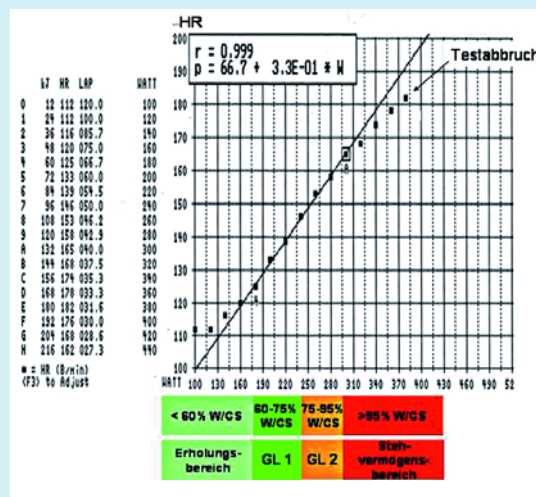 HR
200
190
180
170
160
150
140
130
120
110
100
r = 0.999
p = 66.7 + 3.3E-01 * W
Testabbruch
kJ HR LAP WATT
0 12 112 120.0 100
1 24 112 100.0 120
2 36 116 085.7 140
3 48 120 075.0 160
4 60 125 066.7 180
5 72 133 060.0 200
6 84 139 054.5 220
7 96 146 050.0 240
8 108 153 046.2 260
9 120 158 042.9 280
A 132 165 040.0 300
B 144 168 037.5 320
C 156 174 035.3 340
D 168 178 033.3 360
E 180 182 031.6 380
F 192 176 030.0 400
G 204 168 028.6 420
H 216 162 027.3 440
= HR (B/min)
<F3> to Adjust
WATT 100 130 160 190 220 250 280 310 340 370 400 430 460 490 52
< 60% W/CS
60-75%
W/CS
75-95%
W/CS
>95% W/CS
Erholungs-
bereich
GL 1
GL 2
Steh-
vermögens-
bereich